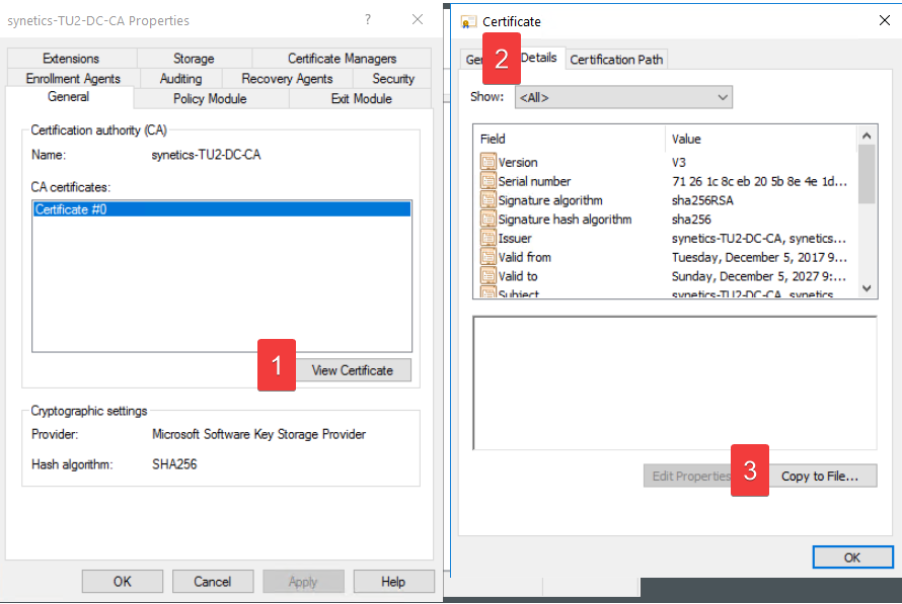 synetics-TU2-DC-CA Properties
Extensions Storage Certificate Managers
Enrollment Agents Auditing Recovery Agents Security
General Policy Module Exit Module
Certification authority (CA)
Name: synetics-TU2-DC-CA
CA certificates:
Certificate #0
1
View Certificate
Cryptographic settings
Provider: Microsoft Software Key Storage Provider
Hash algorithm: SHA256
OK Cancel Apply Help
Certificate
Ge 2 Details Certification Path
Show: <All>
Field Value
Version V3
Serial number 71 26 1c 8c eb 20 5b 8e 4e 1d...
Signature algorithm sha256RSA
Signature hash algorithm sha256
Issuer synetics-TU2-DC-CA, synetics...
Valid from Tuesday, December 5, 2017 9...
Valid to Sunday, December 5, 2027 9:...
Subject synetics-TU2-DC-CA, synetics
Edit Properties 3 Copy to File...
OK